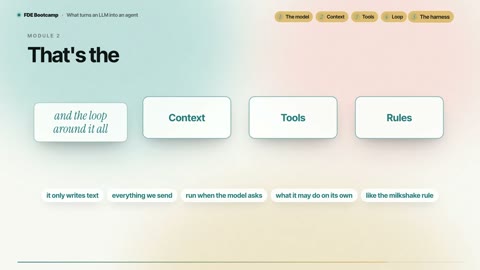 FDE Bootcamp / What turns an LLM into an agent
The model
Context
Tools
Loop
The harness
MODULE 2
That's the
and the loop
around it all
Context
Tools
Rules
it only writes text
everything we send
run when the model asks
what it may do on its own
like the milkshake rule